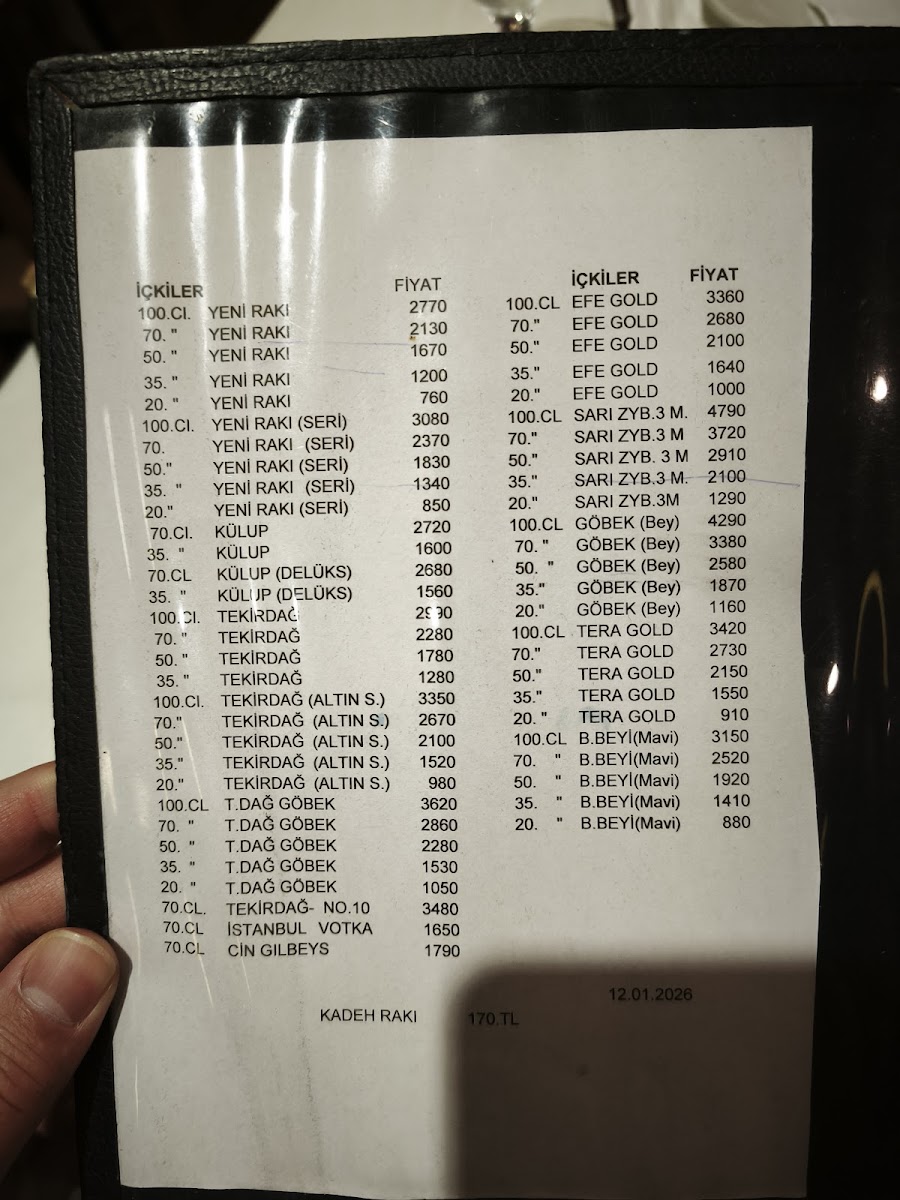 İÇKİLER FİYAT
100.Cl. YENİ RAKI 2770
70. " YENİ RAKI 2130
50. " YENİ RAKI 1670
35. " YENİ RAKI 1200
20. " YENİ RAKI 760
100.Cl. YENİ RAKI (SERİ) 3080
70. YENİ RAKI (SERİ) 2370
50." YENİ RAKI (SERİ) 1830
35. " YENİ RAKI (SERİ) 1340
20." YENİ RAKI (SERİ) 850
70.Cl. KÜLUP 2720
35. " KÜLUP 1600
70.CL KÜLUP (DELÜKS) 2680
35. " KÜLUP (DELÜKS) 1560
100.Cl. TEKİRDAĞ 2930
70. " TEKİRDAĞ 2280
50. " TEKİRDAĞ 1780
35. " TEKİRDAĞ 1280
100.Cl. TEKİRDAĞ (ALTIN S.) 3350
70." TEKİRDAĞ (ALTIN S.) 2670
50." TEKİRDAĞ (ALTIN S.) 2100
35." TEKİRDAĞ (ALTIN S.) 1520
20." TEKİRDAĞ (ALTIN S.) 980
100.CL T.DAĞ GÖBEK 3620
70. " T.DAĞ GÖBEK 2860
50. " T.DAĞ GÖBEK 2280
35. " T.DAĞ GÖBEK 1530
20. " T.DAĞ GÖBEK 1050
70.CL. TEKİRDAĞ- NO.10 3480
70.CL İSTANBUL VOTKA 1650
70.CL CİN GILBEYS 1790
İÇKİLER FİYAT
100.CL EFE GOLD 3360
70." EFE GOLD 2680
50." EFE GOLD 2100
35." EFE GOLD 1640
20." EFE GOLD 1000
100.CL SARI ZYB.3 M. 4790
70." SARI ZYB.3 M 3720
50." SARI ZYB. 3 M 2910
35." SARI ZYB.3 M. 2100
20." SARI ZYB.3M 1290
100.CL GÖBEK (Bey) 4290
70. " GÖBEK (Bey) 3380
50. " GÖBEK (Bey) 2580
35." GÖBEK (Bey) 1870
20." GÖBEK (Bey) 1160
100.CL TERA GOLD 3420
70." TERA GOLD 2730
50." TERA GOLD 2150
35." TERA GOLD 1550
20. " TERA GOLD 910
100.CL B.BEYİ(Mavi) 3150
70. " B.BEYİ(Mavi) 2520
50. " B.BEYİ(Mavi) 1920
35. " B.BEYİ(Mavi) 1410
20. " B.BEYİ(Mavi) 880
12.01.2026
KADEH RAKI 170.TL